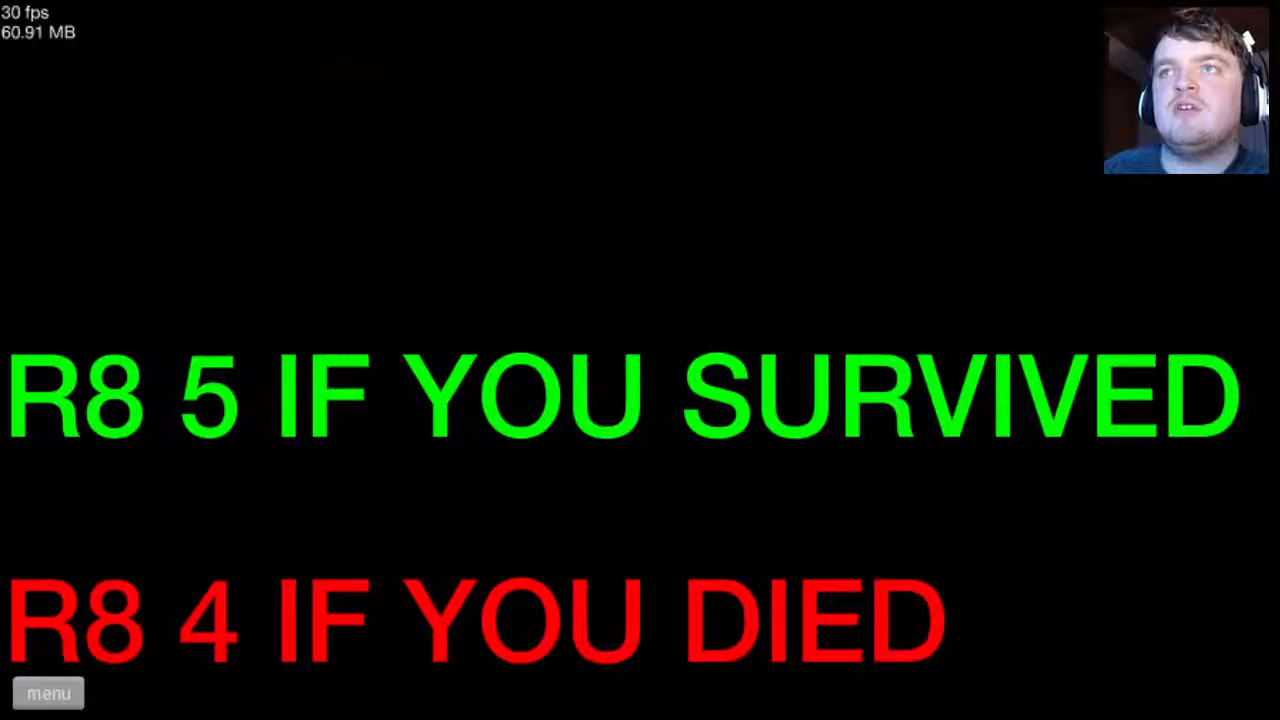 30 fps
60.91 MB
R8 5 IF YOU SURVIVED
R8 4 IF YOU DIED
menu